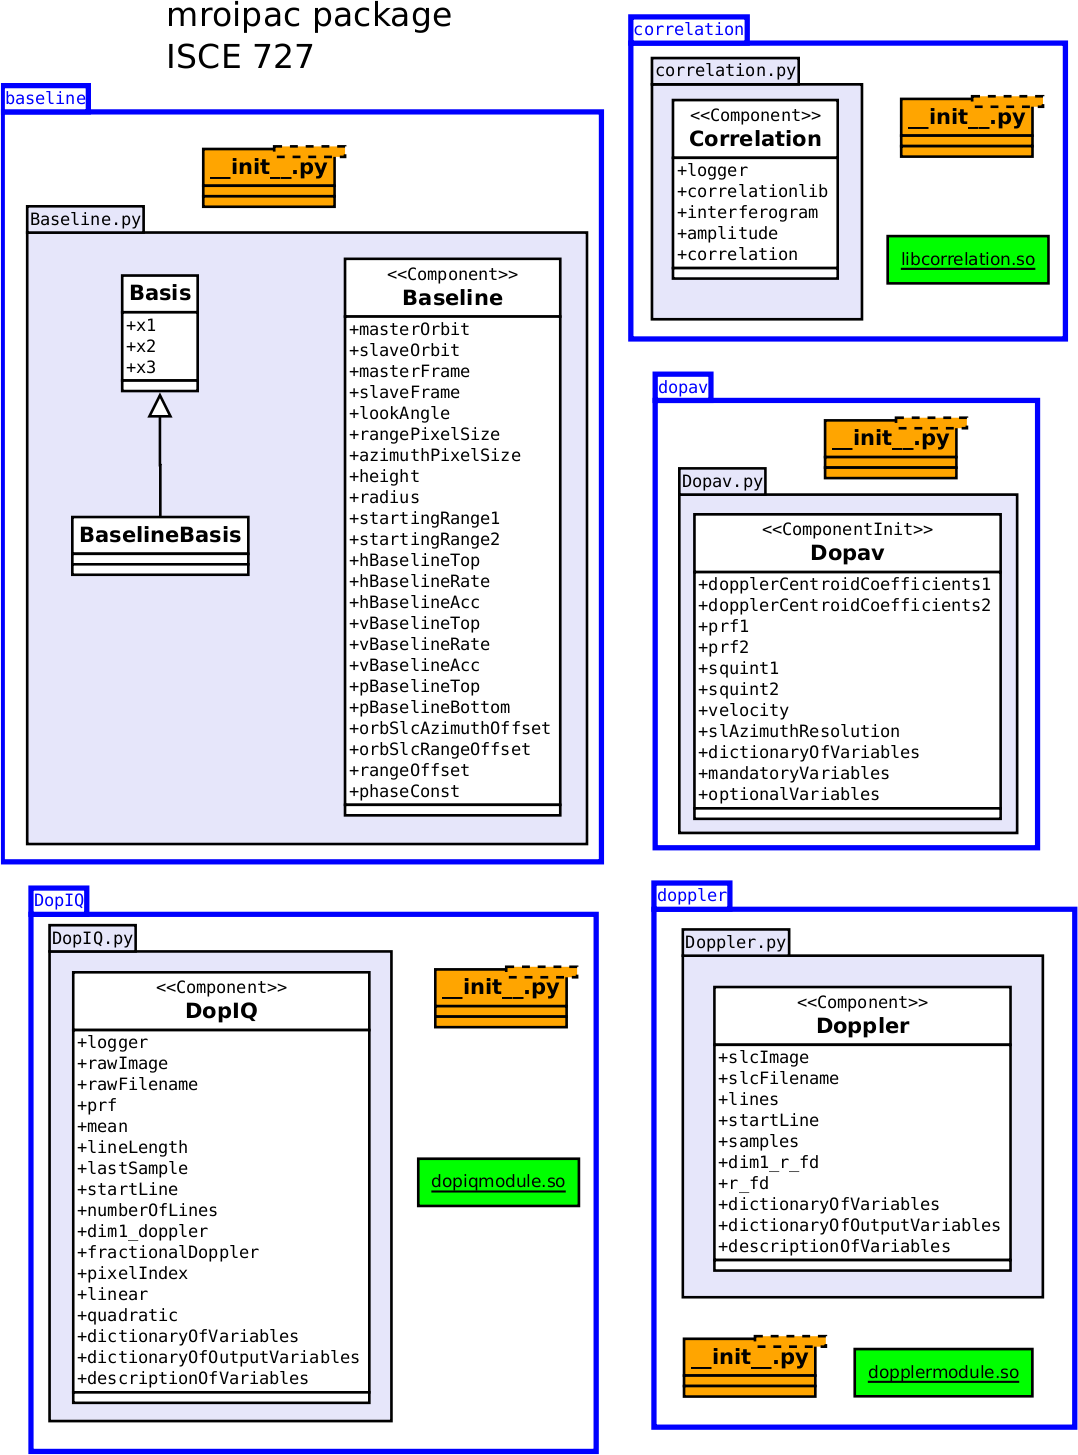 mroipac package
ISCE 727
baseline
__init__.py
Baseline.py
Basis
+x1
+x2
+x3
BaselineBasis
<<Component>>
Baseline
+masterOrbit
+slaveOrbit
+masterFrame
+slaveFrame
+lookAngle
+rangePixelSize
+azimuthPixelSize
+height
+radius
+startingRange1
+startingRange2
+hBaselineTop
+hBaselineRate
+hBaselineAcc
+vBaselineTop
+vBaselineRate
+vBaselineAcc
+pBaselineTop
+pBaselineBottom
+orbSlcAzimuthOffset
+orbSlcRangeOffset
+rangeOffset
+phaseConst
correlation
correlation.py
<<Component>>
Correlation
+logger
+correlationlib
+interferogram
+amplitude
+correlation
__init__.py
libcorrelation.so
dopav
__init__.py
Dopav.py
<<ComponentInit>>
Dopav
+dopplerCentroidCoefficients1
+dopplerCentroidCoefficients2
+prf1
+prf2
+squint1
+squint2
+velocity
+slAzimuthResolution
+dictionaryOfVariables
+mandatoryVariables
+optionalVariables
DopIQ
DopIQ.py
<<Component>>
DopIQ
+logger
+rawImage
+rawFilename
+prf
+mean
+lineLength
+lastSample
+startLine
+numberOfLines
+dim1_doppler
+fractionalDoppler
+pixelIndex
+linear
+quadratic
+dictionaryOfVariables
+dictionaryOfOutputVariables
+descriptionOfVariables
__init__.py
dopiqmodule.so
doppler
Doppler.py
<<Component>>
Doppler
+slcImage
+slcFilename
+lines
+startLine
+samples
+dim1_r_fd
+r_fd
+dictionaryOfVariables
+dictionaryOfOutputVariables
+descriptionOfVariables
__init__.py
dopplermodule.so